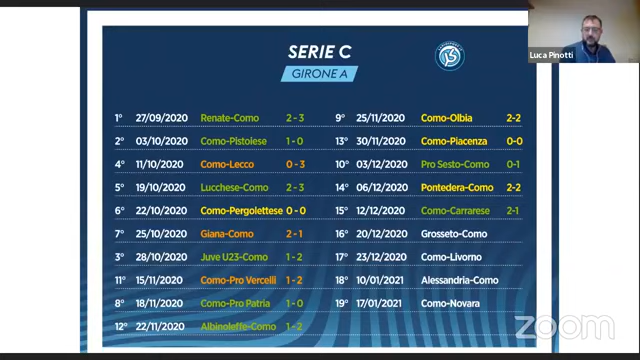 SERIE C
GIRONE A
Luca Pinotti
1° 27/09/2020 Renate-Como 2 - 3
2° 03/10/2020 Como-Pistoiese 1 - 0
4° 11/10/2020 Como-Lecco 0 - 3
5° 19/10/2020 Lucchese-Como 2 - 3
6° 22/10/2020 Como-Pergolettese 0 - 0
7° 25/10/2020 Giana-Como 2 - 1
3° 28/10/2020 Juve U23-Como 1 - 2
11° 15/11/2020 Como-Pro Vercelli 1 - 2
8° 18/11/2020 Como-Pro Patria 1 - 0
12° 22/11/2020 Albinoleffe-Como 1 - 2
9° 25/11/2020 Como-Olbia 2-2
13° 30/11/2020 Como-Piacenza 0-0
10° 03/12/2020 Pro Sesto-Como 0-1
14° 06/12/2020 Pontedera-Como 2-2
15° 12/12/2020 Como-Carrarese 2-1
16° 20/12/2020 Grosseto-Como
17° 23/12/2020 Como-Livorno
18° 10/01/2021 Alessandria-Como
19° 17/01/2021 Como-Novara
zoom